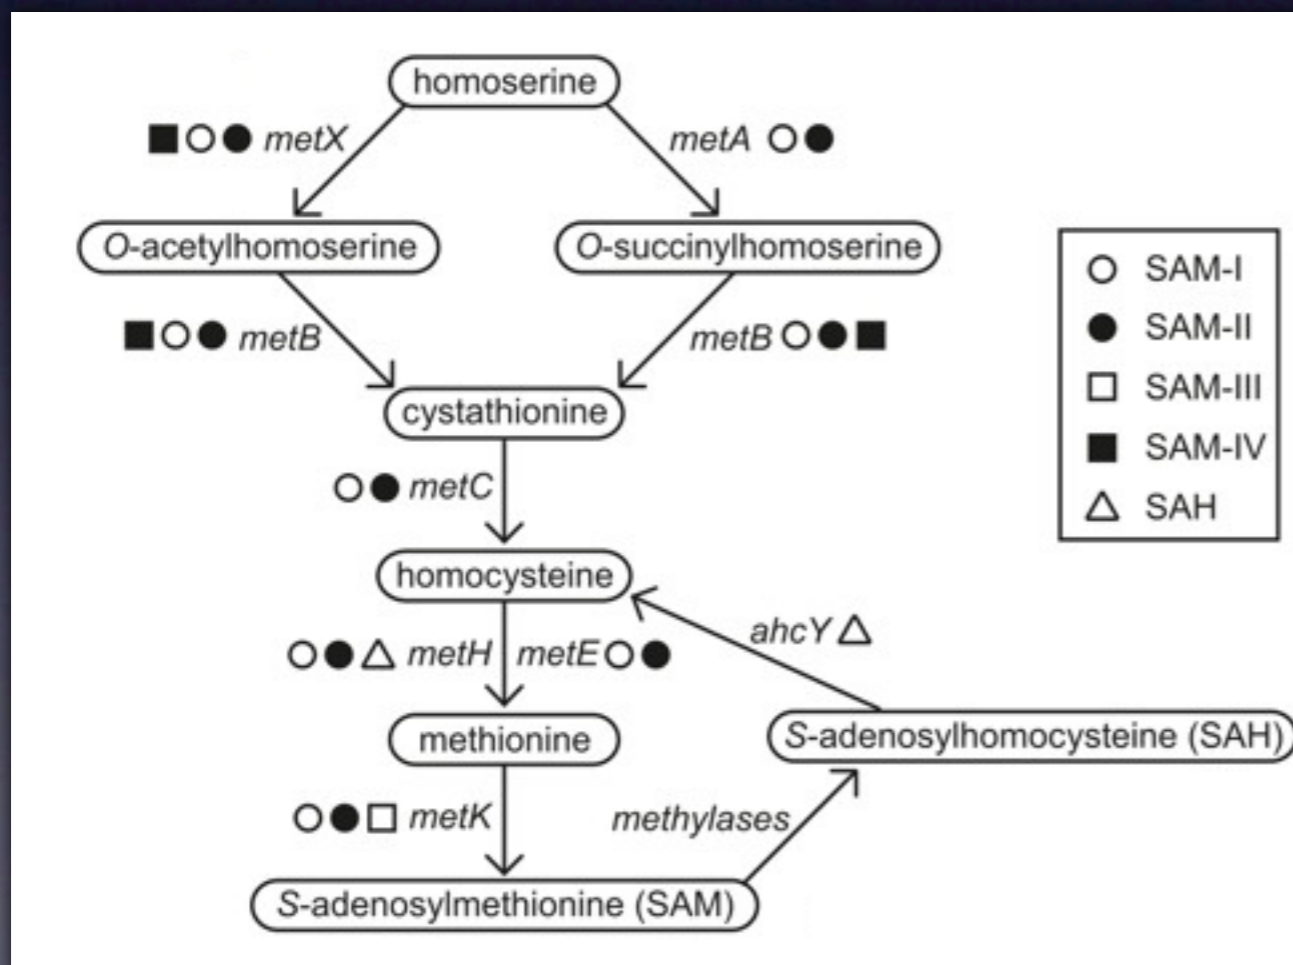 homoserine
metX
metA
O-acetylhomoserine
O-succinylhomoserine
metB
metB
cystathionine
metC
homocysteine
metH
metE
ahcY
methionine
S-adenosylhomocysteine (SAH)
metK
methylases
S-adenosylmethionine (SAM)
SAM-I
SAM-II
SAM-III
SAM-IV
SAH